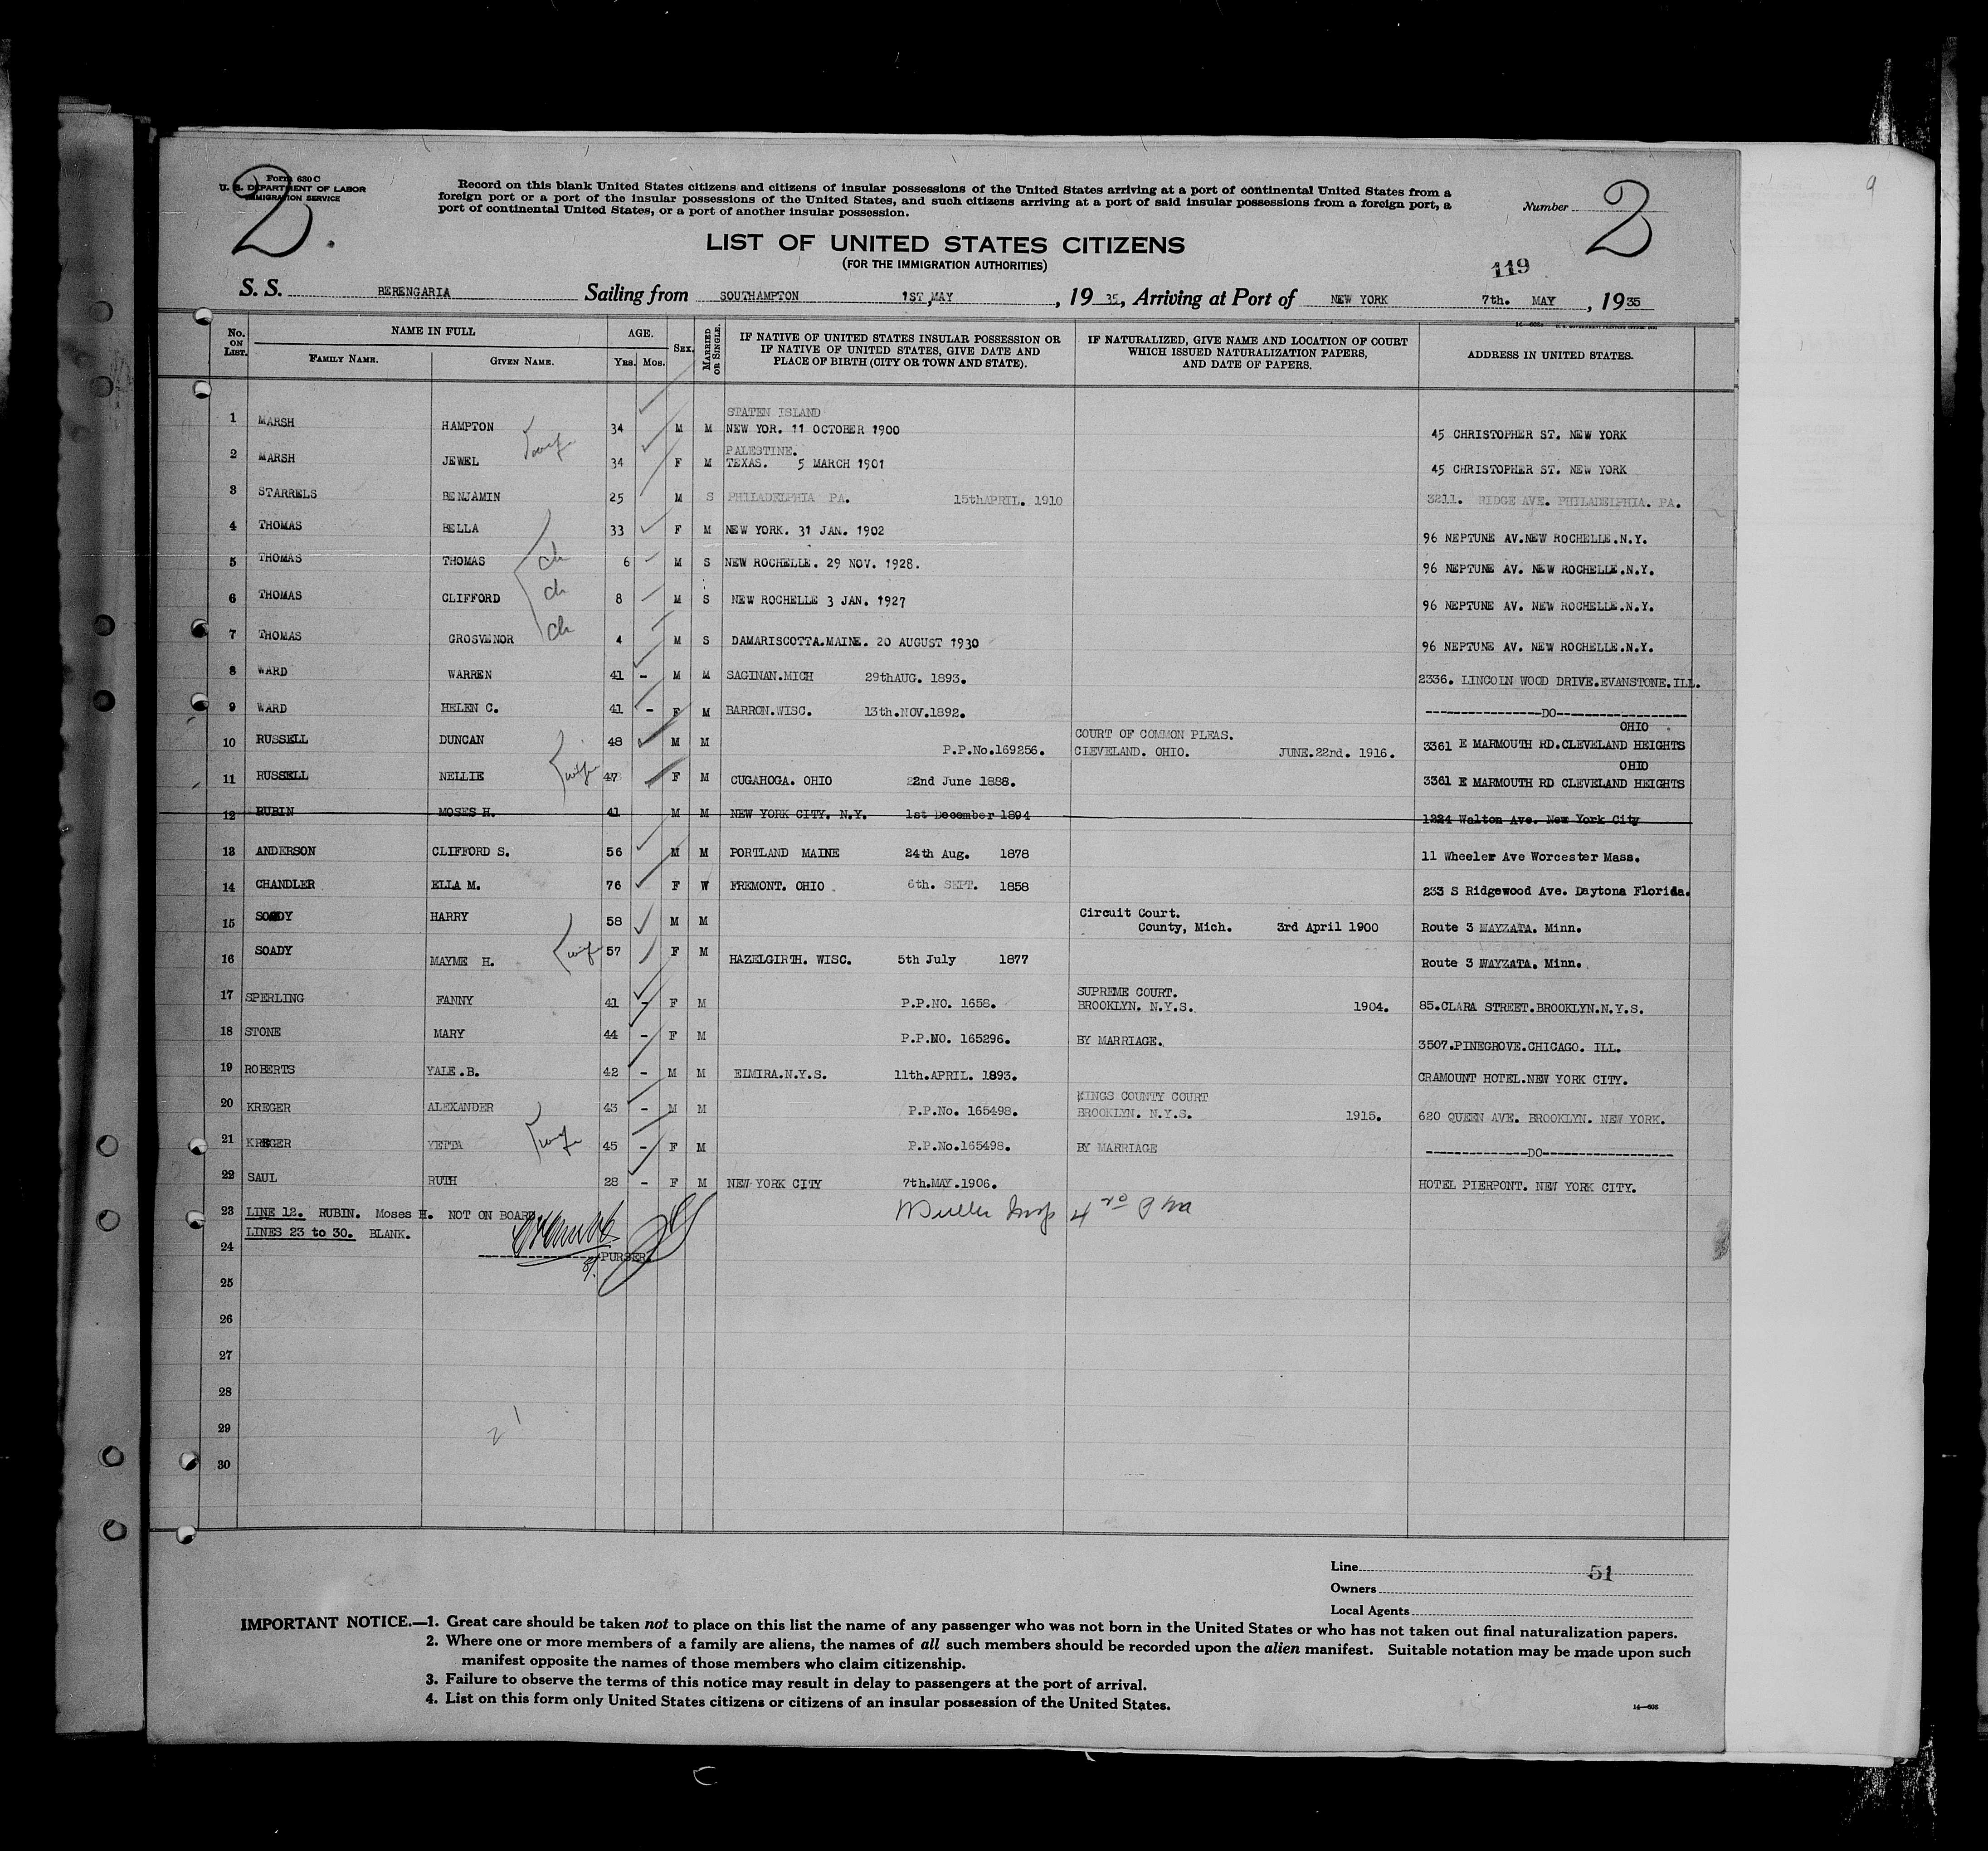 9
Form 630 C
U. S. DEPARTMENT OF LABOR
IMMIGRATION SERVICE
2.
Record on this blank United States citizens and citizens of insular possessions of the United States arriving at a port of continental United States from a
foreign port or a port of the insular possessions of the United States, and such citizens arriving at a port of said insular possessions from a foreign port, a
port of continental United States, or a port of another insular possession.
Number 2
LIST OF UNITED STATES CITIZENS
(FOR THE IMMIGRATION AUTHORITIES)
119
S. S. BERENGARIA Sailing from SOUTHAMPTON 1ST,MAY , 19 35, Arriving at Port of NEW YORK 7th. MAY , 1935
No. ON LIST. NAME IN FULL FAMILY NAME. GIVEN NAME. AGE. Yrs. Mos. SEX. MARRIED OR SINGLE. IF NATIVE OF UNITED STATES INSULAR POSSESSION OR IF NATIVE OF UNITED STATES, GIVE DATE AND PLACE OF BIRTH (CITY OR TOWN AND STATE). IF NATURALIZED, GIVE NAME AND LOCATION OF COURT WHICH ISSUED NATURALIZATION PAPERS, AND DATE OF PAPERS. ADDRESS IN UNITED STATES.
STATEN ISLAND
1 MARSH HAMPTON 34 M M NEW YOR. 11 OCTOBER 1900 45 CHRISTOPHER ST. NEW YORK
wife
PALESTINE.
2 MARSH JEWEL 34 F M TEXAS. 5 MARCH 1901 45 CHRISTOPHER ST. NEW YORK
3 STARRELS BENJAMIN 25 M S PHILADELPHIA PA. 15thAPRIL. 1910 3211. RIDGE AVE. PHILADELPHIA. PA.
4 THOMAS BELLA 33 F M NEW YORK. 31 JAN. 1902 96 NEPTUNE AV.NEW ROCHELLE.N.Y.
5 THOMAS THOMAS ch 6 M S NEW ROCHELLE. 29 NOV. 1928. 96 NEPTUNE AV. NEW ROCHELLE.N.Y.
6 THOMAS CLIFFORD ch 8 M S NEW ROCHELLE 3 JAN. 1927 96 NEPTUNE AV. NEW ROCHELLE.N.Y.
7 THOMAS GROSVENOR ch 4 M S DAMARISCOTTA.MAINE. 20 AUGUST 1930 96 NEPTUNE AV. NEW ROCHELLE.N.Y.
8 WARD WARREN 41 - M M SAGINAN.MICH 29thAUG. 1893. 2336. LINCOLN WOOD DRIVE.EVANSTONE.ILL.
9 WARD HELEN C. 41 - F M BARRON.WISC. 13th.NOV.1892. -----------------DO-------------------
COURT OF COMMON PLEAS. OHIO
10 RUSSELL DUNCAN 48 M M P.P.No.169256. CLEVELAND. OHIO. JUNE.22nd. 1916. 3361 E MARMOUTH RD.CLEVELAND HEIGHTS
wife OHIO
11 RUSSELL NELLIE 47 F M CUGAHOGA. OHIO 22nd June 1888. 3361 E MARMOUTH RD CLEVELAND HEIGHTS
12 RUBIN MOSES H. 41 M M NEW YORK CITY. N.Y. 1st December 1894 1224 Walton Ave. New York City
13 ANDERSON CLIFFORD S. 56 M M PORTLAND MAINE 24th Aug. 1878 11 Wheeler Ave Worcester Mass.
14 CHANDLER ELLA M. 76 F W FREMONT. OHIO 6th. SEPT. 1858 233 S Ridgewood Ave. Daytona Florida.
Circuit Court.
15 SOADY HARRY 58 M M County, Mich. 3rd April 1900 Route 3 WAYZATA. Minn.
16 SOADY MAYME H. wife 57 F M HAZELGIRTH. WISC. 5th July 1877 Route 3 WAYZATA. Minn.
SUPREME COURT.
17 SPERLING FANNY 41 - F M P.P.NO. 1658. BROOKLYN. N.Y.S. 1904. 85.CLARA STREET.BROOKLYN.N.Y.S.
18 STONE MARY 44 - F M P.P.NO. 165296. BY MARRIAGE. 3507.PINEGROVE.CHICAGO. ILL.
19 ROBERTS YALE.B. 42 - M M ELMIRA.N.Y.S. 11th.APRIL. 1893. CRAMOUNT HOTEL.NEW YORK CITY.
KINGS COUNTY COURT
20 KREGER ALEXANDER 43 - M M P.P.No. 165498. BROOKLYN. N.Y.S. 1915. 620 QUEEN AVE. BROOKLYN. NEW YORK.
21 KREGER YETTA wife 45 - F M P.P.No.165498. BY MARRIAGE ---------------DO-------------------
22 SAUL RUTH 28 - F M NEW YORK CITY 7th.MAY.1906. HOTEL PIERPONT. NEW YORK CITY.
23 LINE 12. RUBIN. Moses H. NOT ON BOARD
LINES 23 to 30. BLANK.
24 PURSER.
25
26
27
28
29
30
Line 51
Owners
Local Agents
IMPORTANT NOTICE.—1. Great care should be taken not to place on this list the name of any passenger who was not born in the United States or who has not taken out final naturalization papers.
2. Where one or more members of a family are aliens, the names of all such members should be recorded upon the alien manifest. Suitable notation may be made upon such
manifest opposite the names of those members who claim citizenship.
3. Failure to observe the terms of this notice may result in delay to passengers at the port of arrival.
4. List on this form only United States citizens or citizens of an insular possession of the United States.